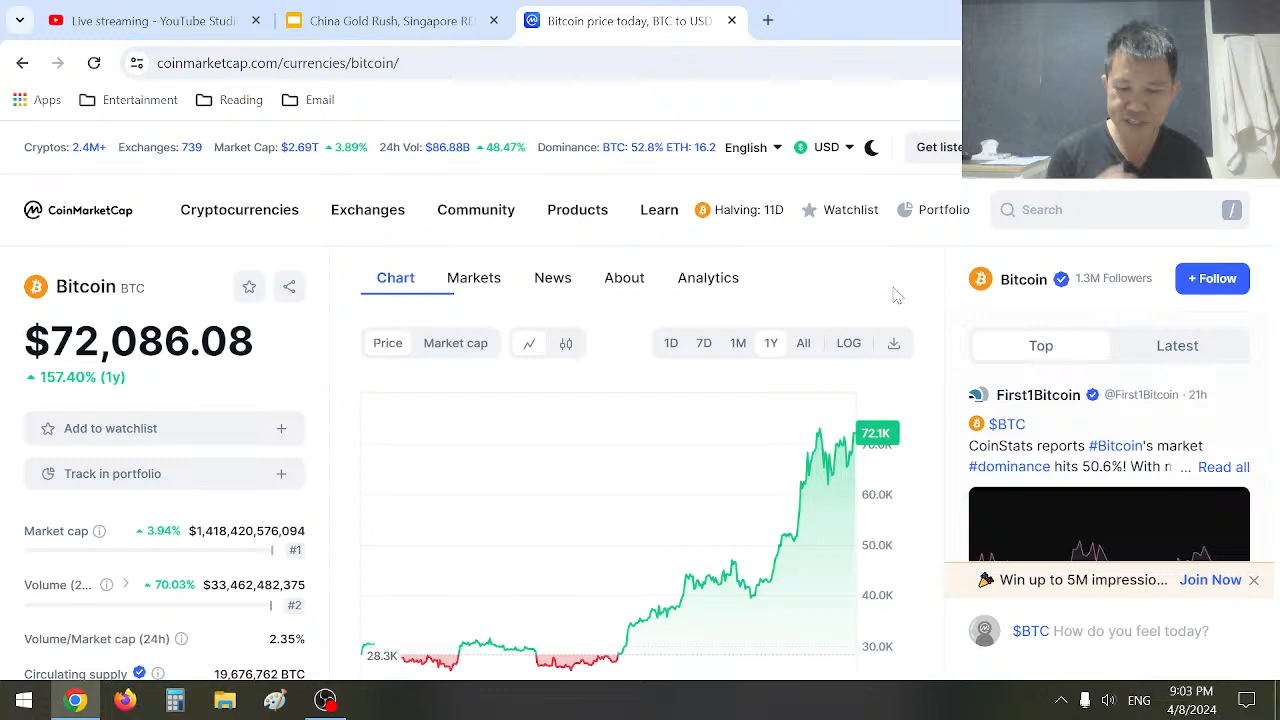 YouTube Studi
China Gold Rush, Singapore RE
Bitcoin price today, BTC to USD
coinmarketcap.com/currencies/bitcoin/
Apps
Entertainment
Reading
Email
Cryptos: 2.4M+ Exchanges: 739 Market Cap: $2.69T 3.89% 24h Vol: $86.88B 48.47% Dominance: BTC: 52.8% ETH: 16.2 English USD Get liste
CoinMarketCap Cryptocurrencies Exchanges Community Products Learn Halving: 11D Watchlist Portfolio Search /
Bitcoin BTC
$72,086.08
157.40% (1y)
Add to watchlist +
Track in portfolio +
Market cap 3.94% $1,418,420,576,094
#1
Volume (2... 70.03% $33,462,482,375
#2
Volume/Market cap (24h) 2.35%
Circulating supply 19,676,762 BTC
Chart Markets News About Analytics
Price Market cap 1D 7D 1M 1Y All LOG
72.1K
70.0K
60.0K
50.0K
40.0K
30.0K
28.3K
Bitcoin 1.3M Followers + Follow
Top Latest
First1Bitcoin @First1Bitcoin · 21h
$BTC
CoinStats reports #Bitcoin's market
#dominance hits 50.6%! With ... Read all
Win up to 5M impressio... Join Now
$BTC How do you feel today?
ENG
9:03 PM
4/8/2024